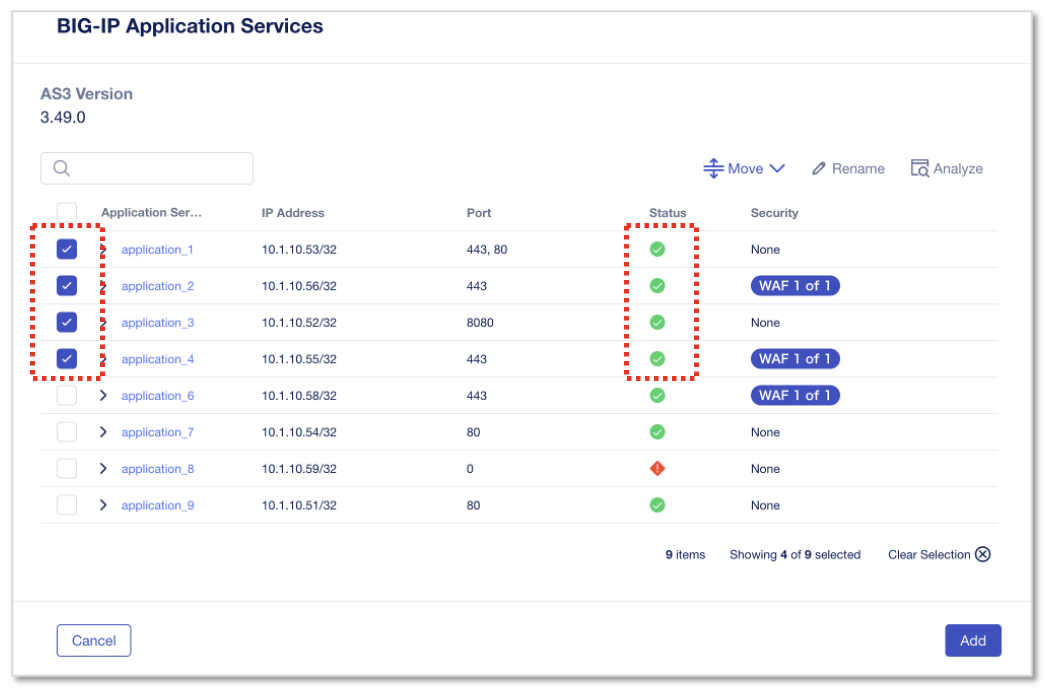 BIG-IP Application Services
AS3 Version
3.49.0
Move Rename Analyze
Application Ser... IP Address Port Status Security
application_1 10.1.10.53/32 443, 80 None
application_2 10.1.10.56/32 443 WAF 1 of 1
application_3 10.1.10.52/32 8080 None
application_4 10.1.10.55/32 443 WAF 1 of 1
application_6 10.1.10.58/32 443 WAF 1 of 1
application_7 10.1.10.54/32 80 None
application_8 10.1.10.59/32 0 None
application_9 10.1.10.51/32 80 None
9 items Showing 4 of 9 selected Clear Selection
Cancel Add